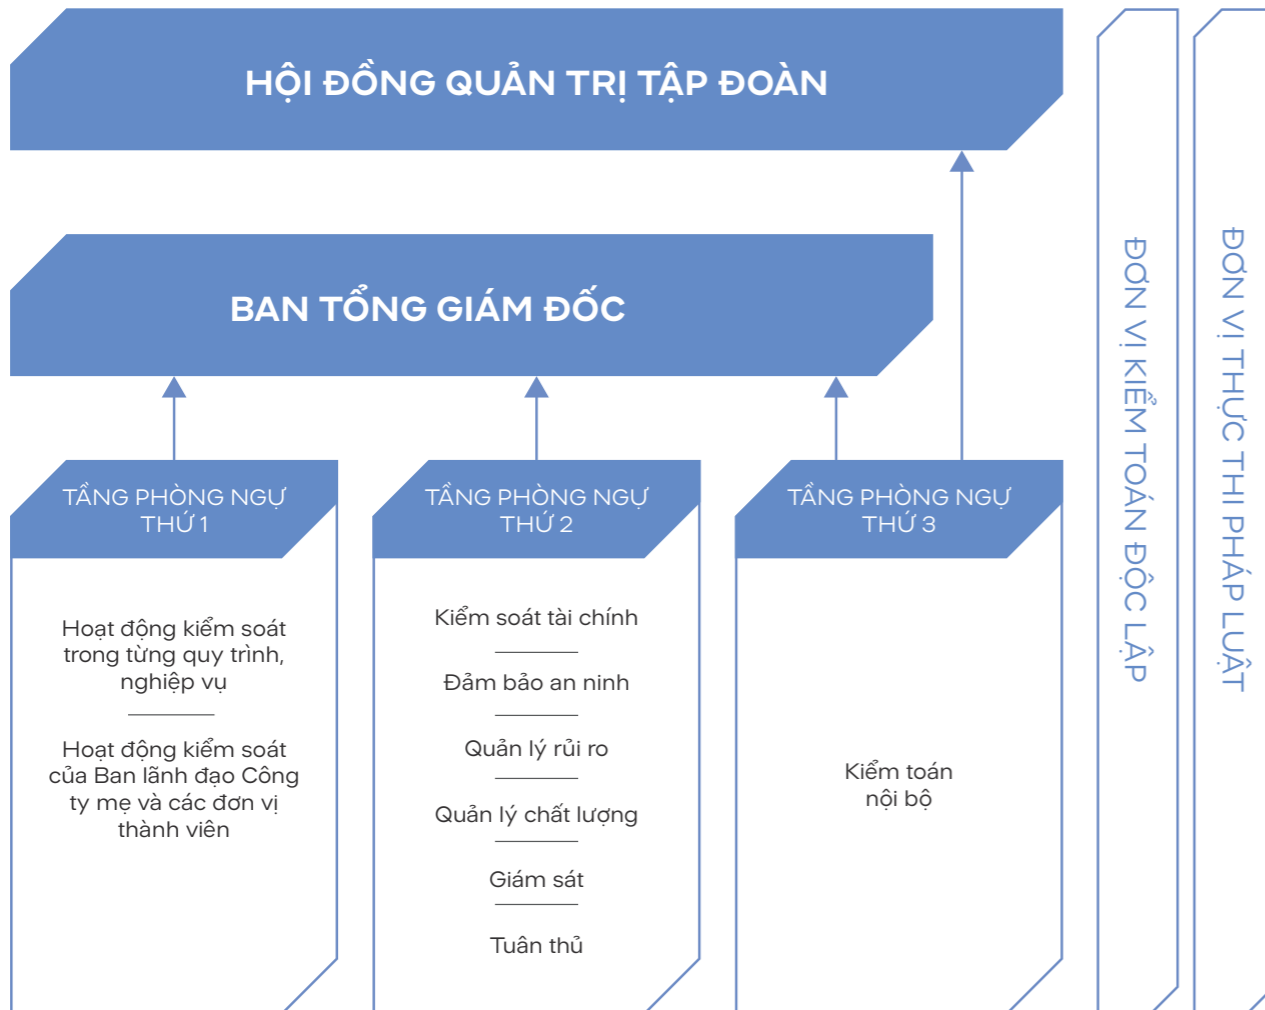 HỘI ĐỒNG QUẢN TRỊ TẬP ĐOÀN
BAN TỔNG GIÁM ĐỐC
TẦNG PHÒNG NGỰ
THỨ 1
Hoạt động kiểm soát
trong từng quy trình,
nghiệp vụ
Hoạt động kiểm soát
của Ban lãnh đạo Công
ty mẹ và các đơn vị
thành viên
TẦNG PHÒNG NGỰ
THỨ 2
Kiểm soát tài chính
Đảm bảo an ninh
Quản lý rủi ro
Quản lý chất lượng
Giám sát
Tuân thủ
TẦNG PHÒNG NGỰ
THỨ 3
Kiểm toán
nội bộ
ĐƠN VỊ KIỂM TOÁN ĐỘC LẬP
ĐƠN VỊ THỰC THI PHÁP LUẬT